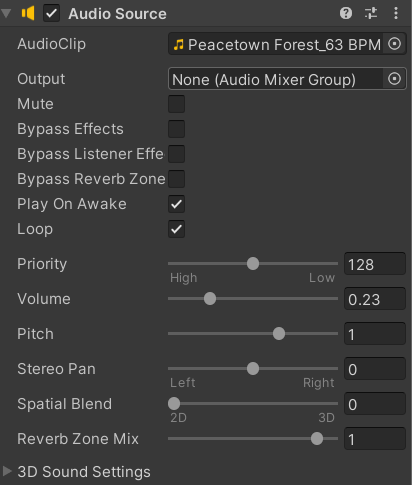 Audio Source
AudioClip
Peacetown Forest_63 BPM
Output
None (Audio Mixer Group)
Mute
Bypass Effects
Bypass Listener Effe
Bypass Reverb Zone
Play On Awake
Loop
Priority
128
High
Low
Volume
0.23
Pitch
1
Stereo Pan
0
Left
Right
Spatial Blend
0
2D
3D
Reverb Zone Mix
1
3D Sound Settings